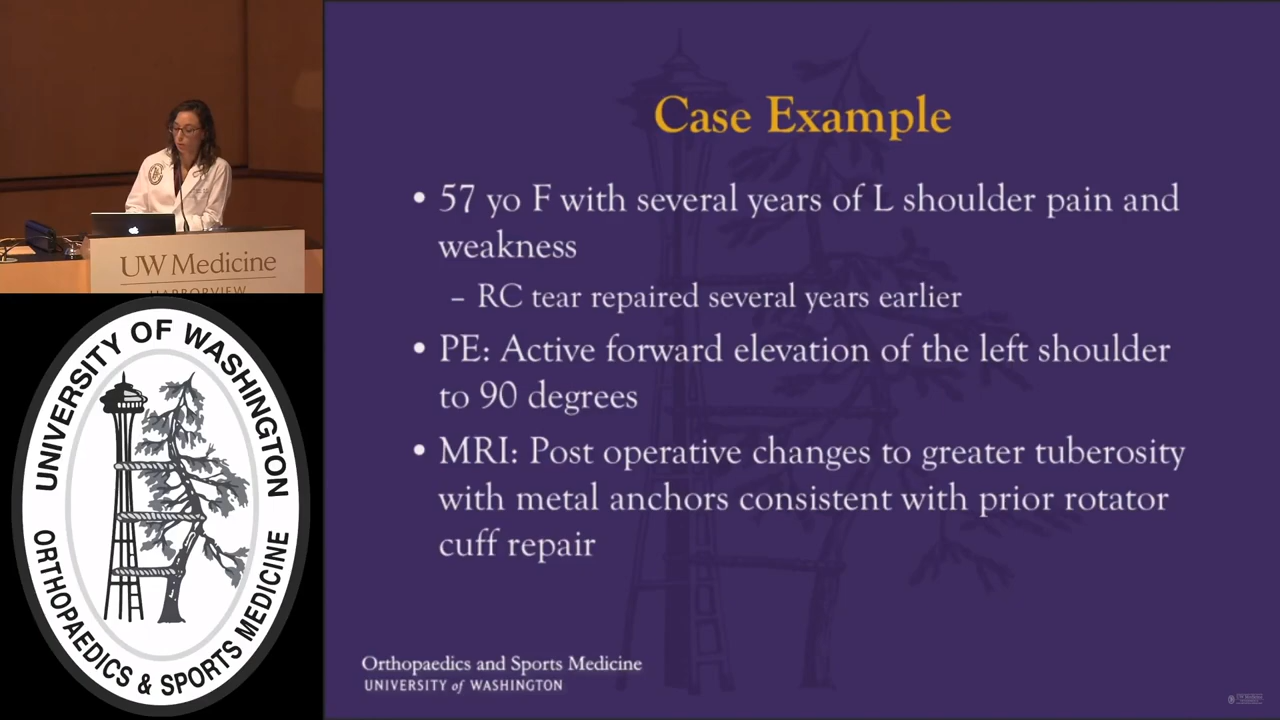 Case Example
• 57 yo F with several years of L shoulder pain and
weakness
– RC tear repaired several years earlier
• PE: Active forward elevation of the left shoulder
to 90 degrees
• MRI: Post operative changes to greater tuberosity
with metal anchors consistent with prior rotator
cuff repair
Orthopaedics and Sports Medicine
UNIVERSITY of WASHINGTON
UW Medicine
HARBORVIEW
UNIVERSITY OF WASHINGTON
ORTHOPAEDICS & SPORTS MEDICINE